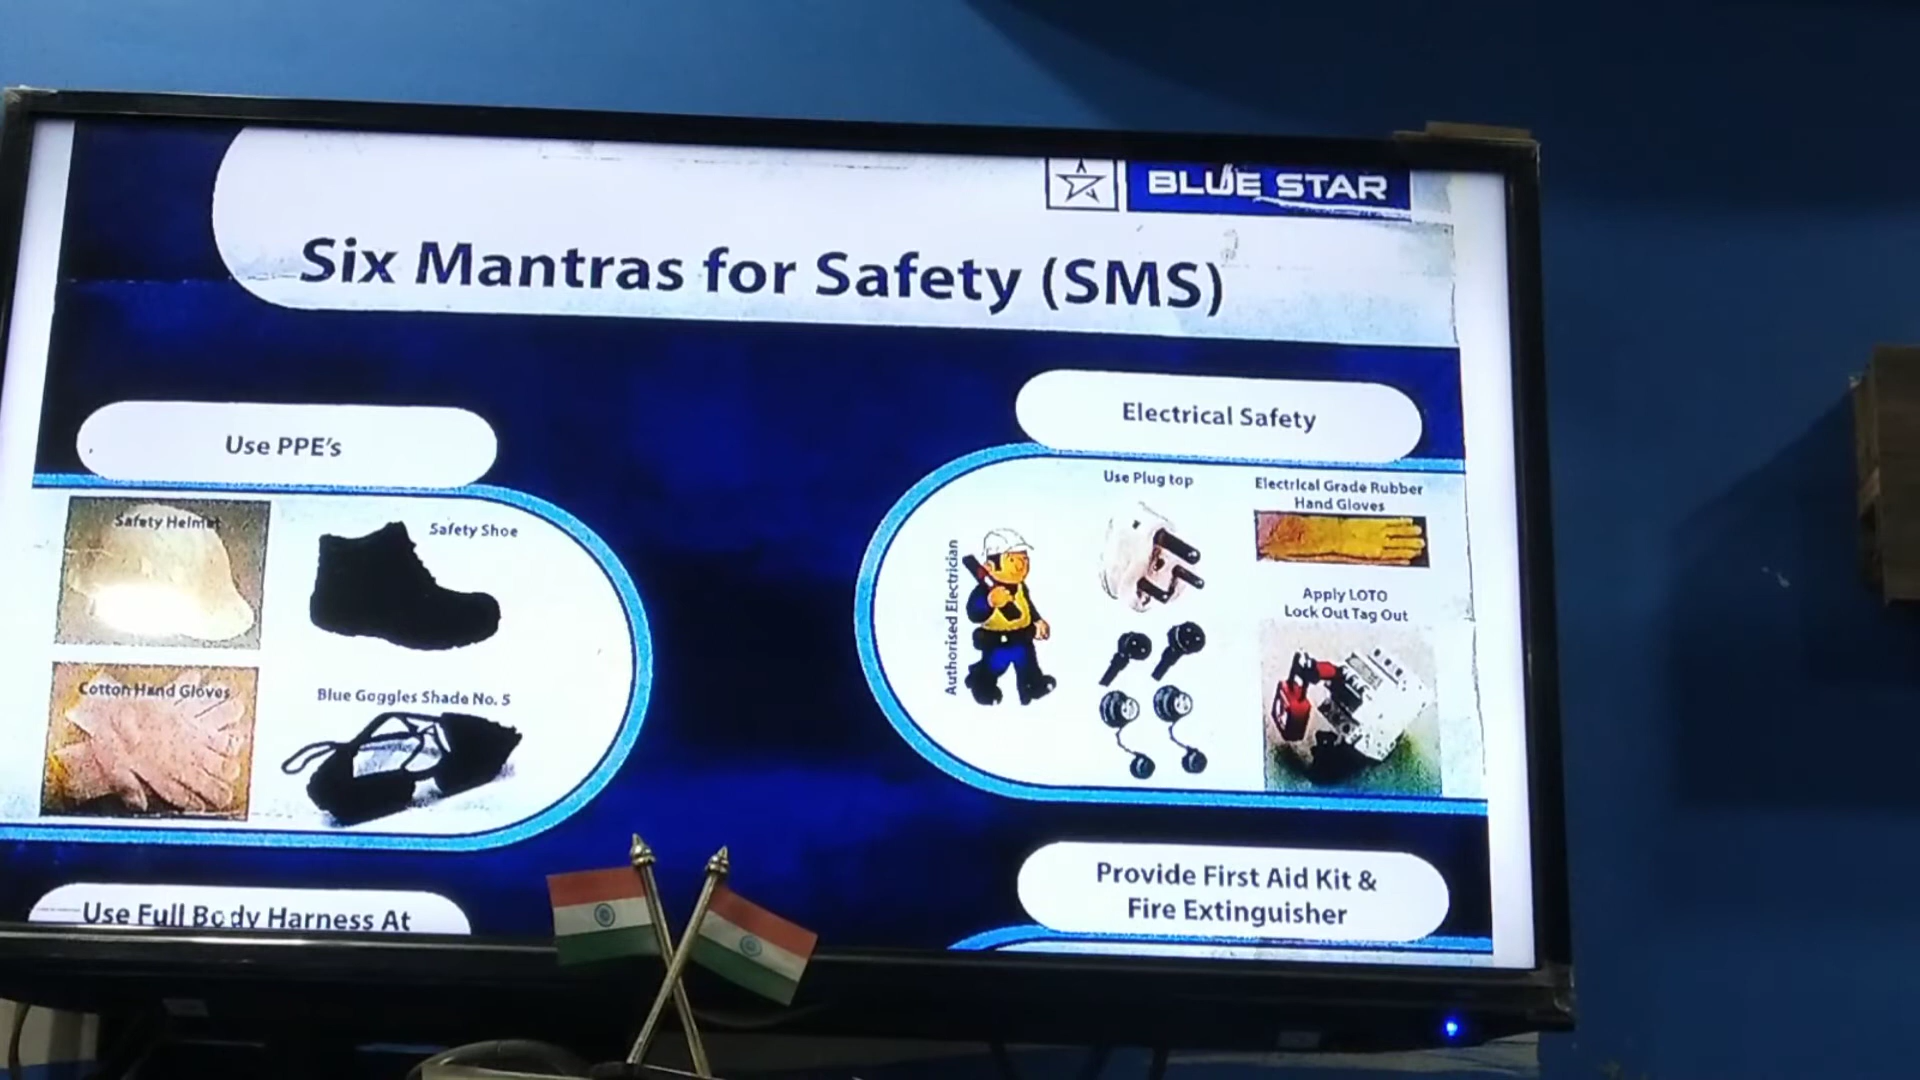 BLUE STAR
Six Mantras for Safety (SMS)
Use PPE's
Safety Helmet
Safety Shoe
Cotton Hand Gloves
Blue Goggles Shade No. 5
Electrical Safety
Authorised Electrician
Use Plug top
Electrical Grade Rubber
Hand Gloves
Apply LOTO
Lock Out Tag Out
Use Full Body Harness At
Provide First Aid Kit &
Fire Extinguisher